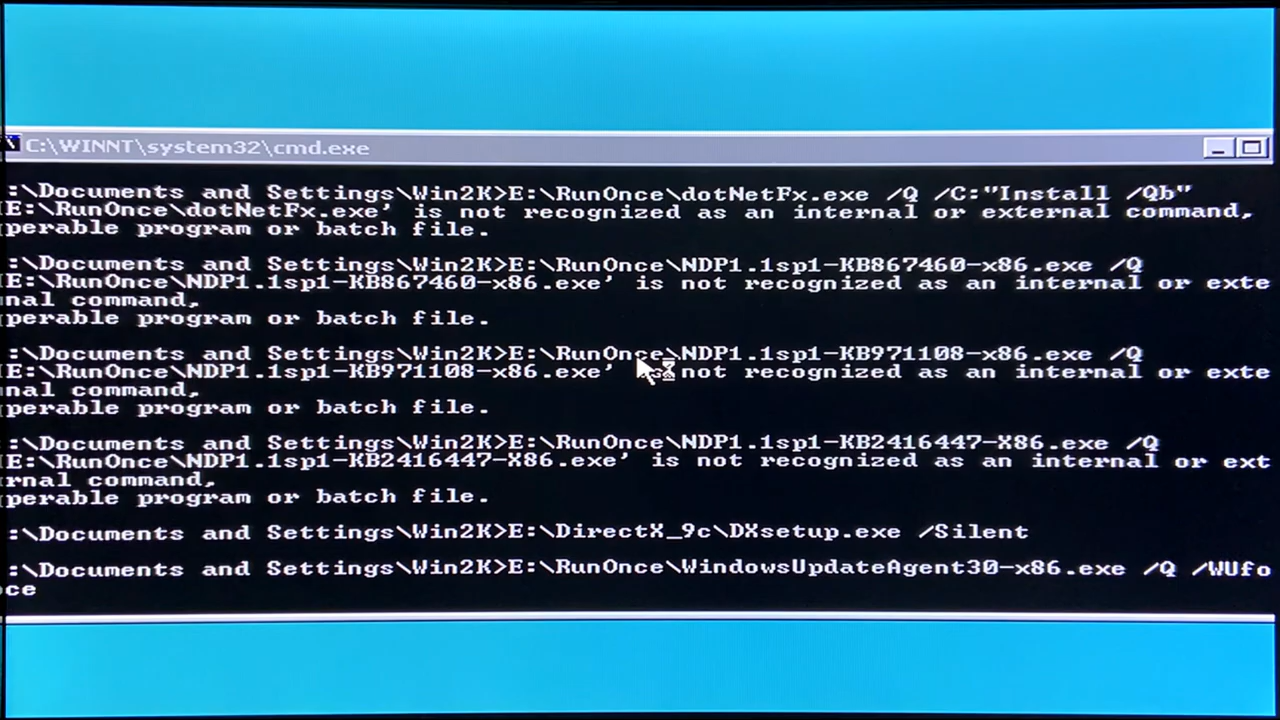 C:\WINNT\system32\cmd.exe
:\Documents and Settings\Win2K>E:\RunOnce\dotNetFx.exe /Q /C:"Install /Qb"
E:\RunOnce\dotNetFx.exe' is not recognized as an internal or external command,
perable program or batch file.
:\Documents and Settings\Win2K>E:\RunOnce\NDP1.1sp1-KB867460-x86.exe /Q
E:\RunOnce\NDP1.1sp1-KB867460-x86.exe' is not recognized as an internal or exte
nal command,
perable program or batch file.
:\Documents and Settings\Win2K>E:\RunOnce\NDP1.1sp1-KB971108-x86.exe /Q
E:\RunOnce\NDP1.1sp1-KB971108-x86.exe' is not recognized as an internal or exte
nal command,
perable program or batch file.
:\Documents and Settings\Win2K>E:\RunOnce\NDP1.1sp1-KB2416447-X86.exe /Q
E:\RunOnce\NDP1.1sp1-KB2416447-X86.exe' is not recognized as an internal or ext
rnal command,
perable program or batch file.
:\Documents and Settings\Win2K>E:\DirectX_9c\DXsetup.exe /Silent
:\Documents and Settings\Win2K>E:\RunOnce\WindowsUpdateAgent30-x86.exe /Q /WUfo
ce